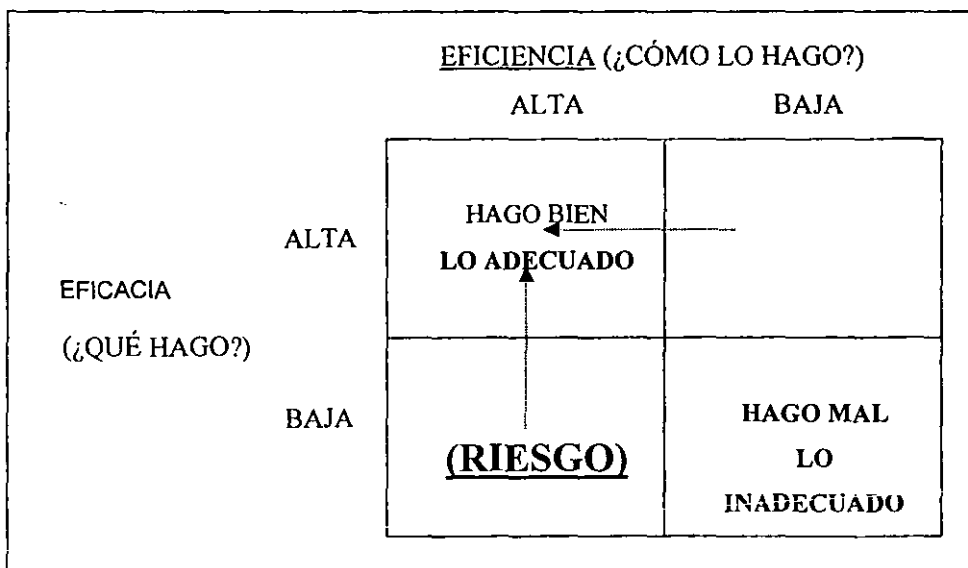 EFICIENCIA (¿CÓMO LO HAGO?)
ALTA BAJA
HAGO BIEN
LO ADECUADO
ALTA
EFICACIA
(¿QUÉ HAGO?)
BAJA
(RIESGO)
HAGO MAL
LO
INADECUADO